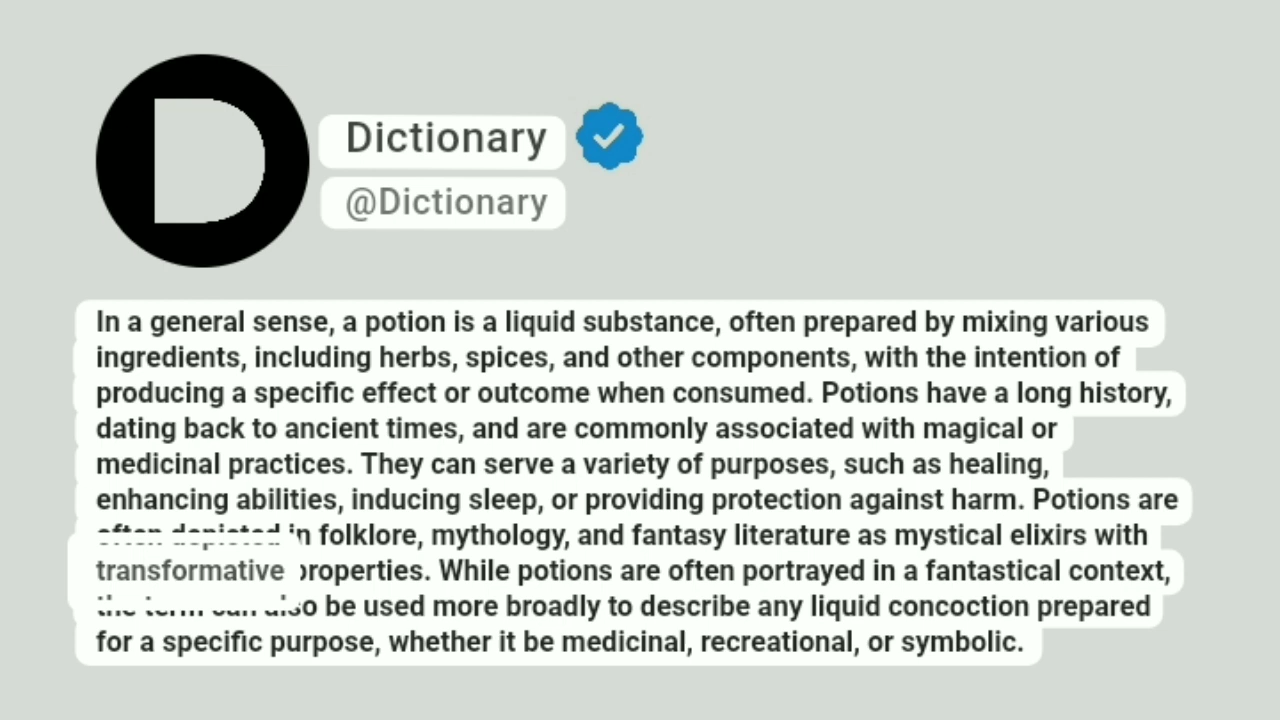 D
Dictionary
@Dictionary
In a general sense, a potion is a liquid substance, often prepared by mixing various
ingredients, including herbs, spices, and other components, with the intention of
producing a specific effect or outcome when consumed. Potions have a long history,
dating back to ancient times, and are commonly associated with magical or
medicinal practices. They can serve a variety of purposes, such as healing,
enhancing abilities, inducing sleep, or providing protection against harm. Potions are
often depicted in folklore, mythology, and fantasy literature as mystical elixirs with
transformative properties. While potions are often portrayed in a fantastical context,
the term can also be used more broadly to describe any liquid concoction prepared
for a specific purpose, whether it be medicinal, recreational, or symbolic.